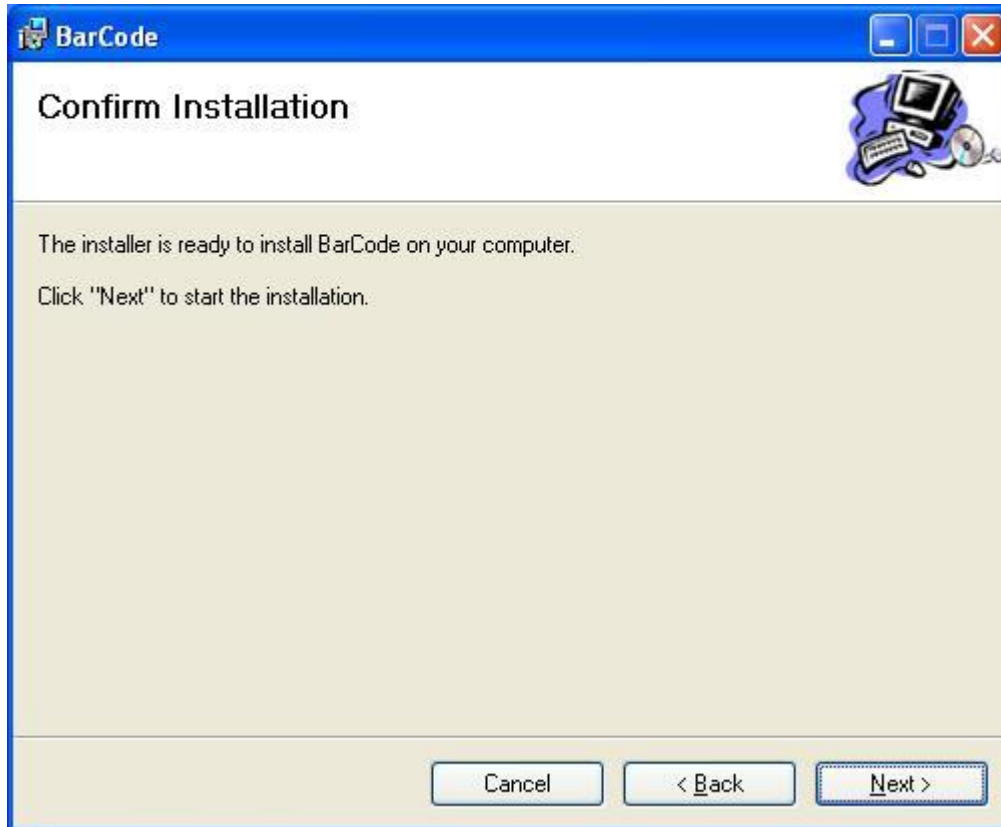 BarCode
Confirm Installation
The installer is ready to install BarCode on your computer.
Click "Next" to start the installation.
Cancel
< Back
Next >